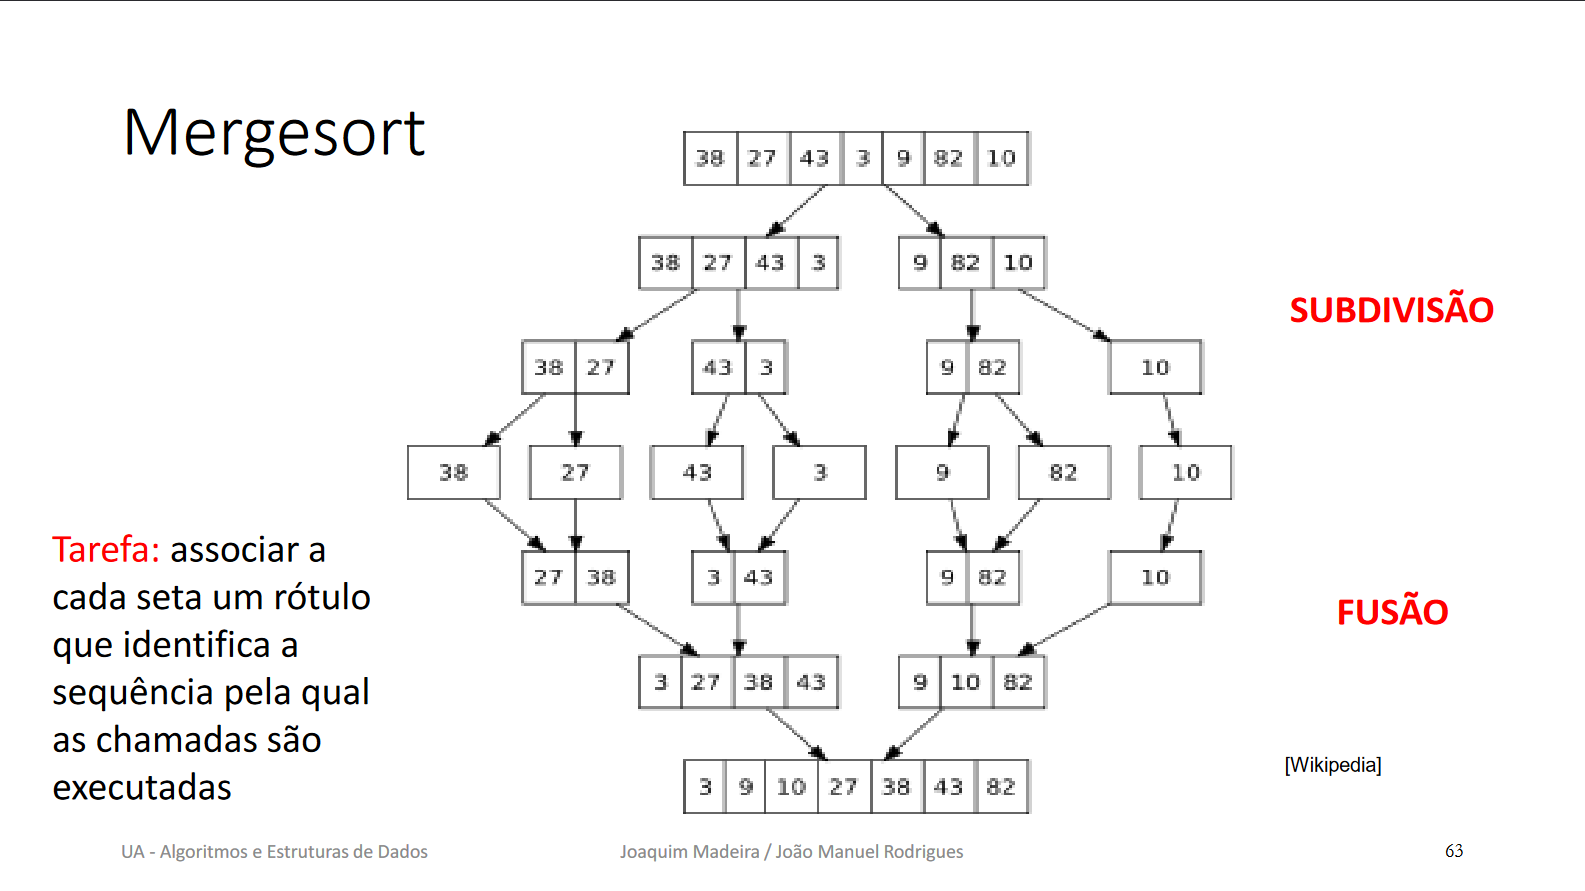 Mergesort
38 27 43 3 9 82 10
38 27 43 3 9 82 10
SUBDIVISÃO
38 27 43 3 9 82 10
38 27 43 3 9 82 10
Tarefa: associar a
cada seta um rótulo
que identifica a
sequência pela qual
as chamadas são
executadas
27 38 3 43 9 82 10
FUSÃO
3 27 38 43 9 10 82
3 9 10 27 38 43 82
[Wikipedia]
UA - Algoritmos e Estruturas de Dados
Joaquim Madeira / João Manuel Rodrigues
63